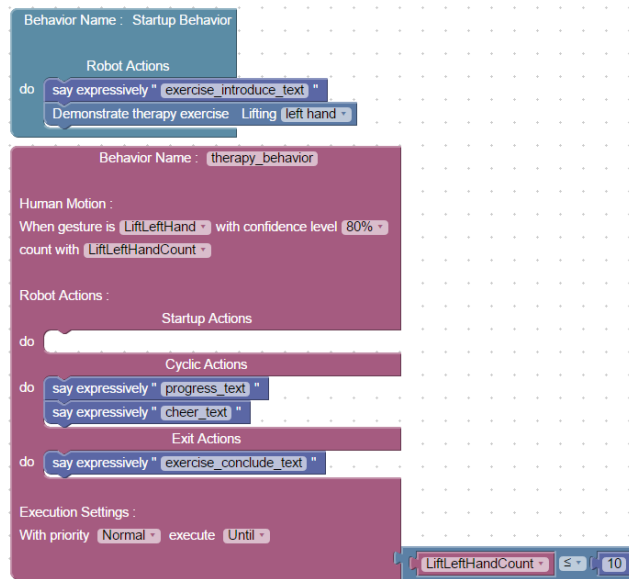 Behavior Name : Startup Behavior
Robot Actions
do say expressively " exercise_introduce_text "
Demonstrate therapy exercise Lifting left hand
Behavior Name : therapy_behavior
Human Motion :
When gesture is LiftLeftHand with confidence level 80%
count with LiftLeftHandCount
Robot Actions :
Startup Actions
do
Cyclic Actions
do say expressively " progress_text "
say expressively " cheer_text "
Exit Actions
do say expressively " exercise_conclude_text "
Execution Settings :
With priority Normal execute Until
LiftLeftHandCount ≤ 10